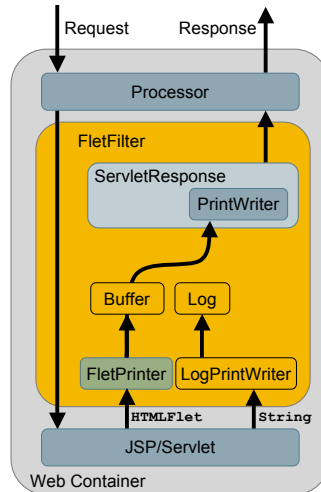 Request
Response
Processor
FletFilter
ServletResponse
PrintWriter
Buffer
Log
FletPrinter
LogPrintWriter
HTMLFlet
String
JSP/Servlet
Web Container